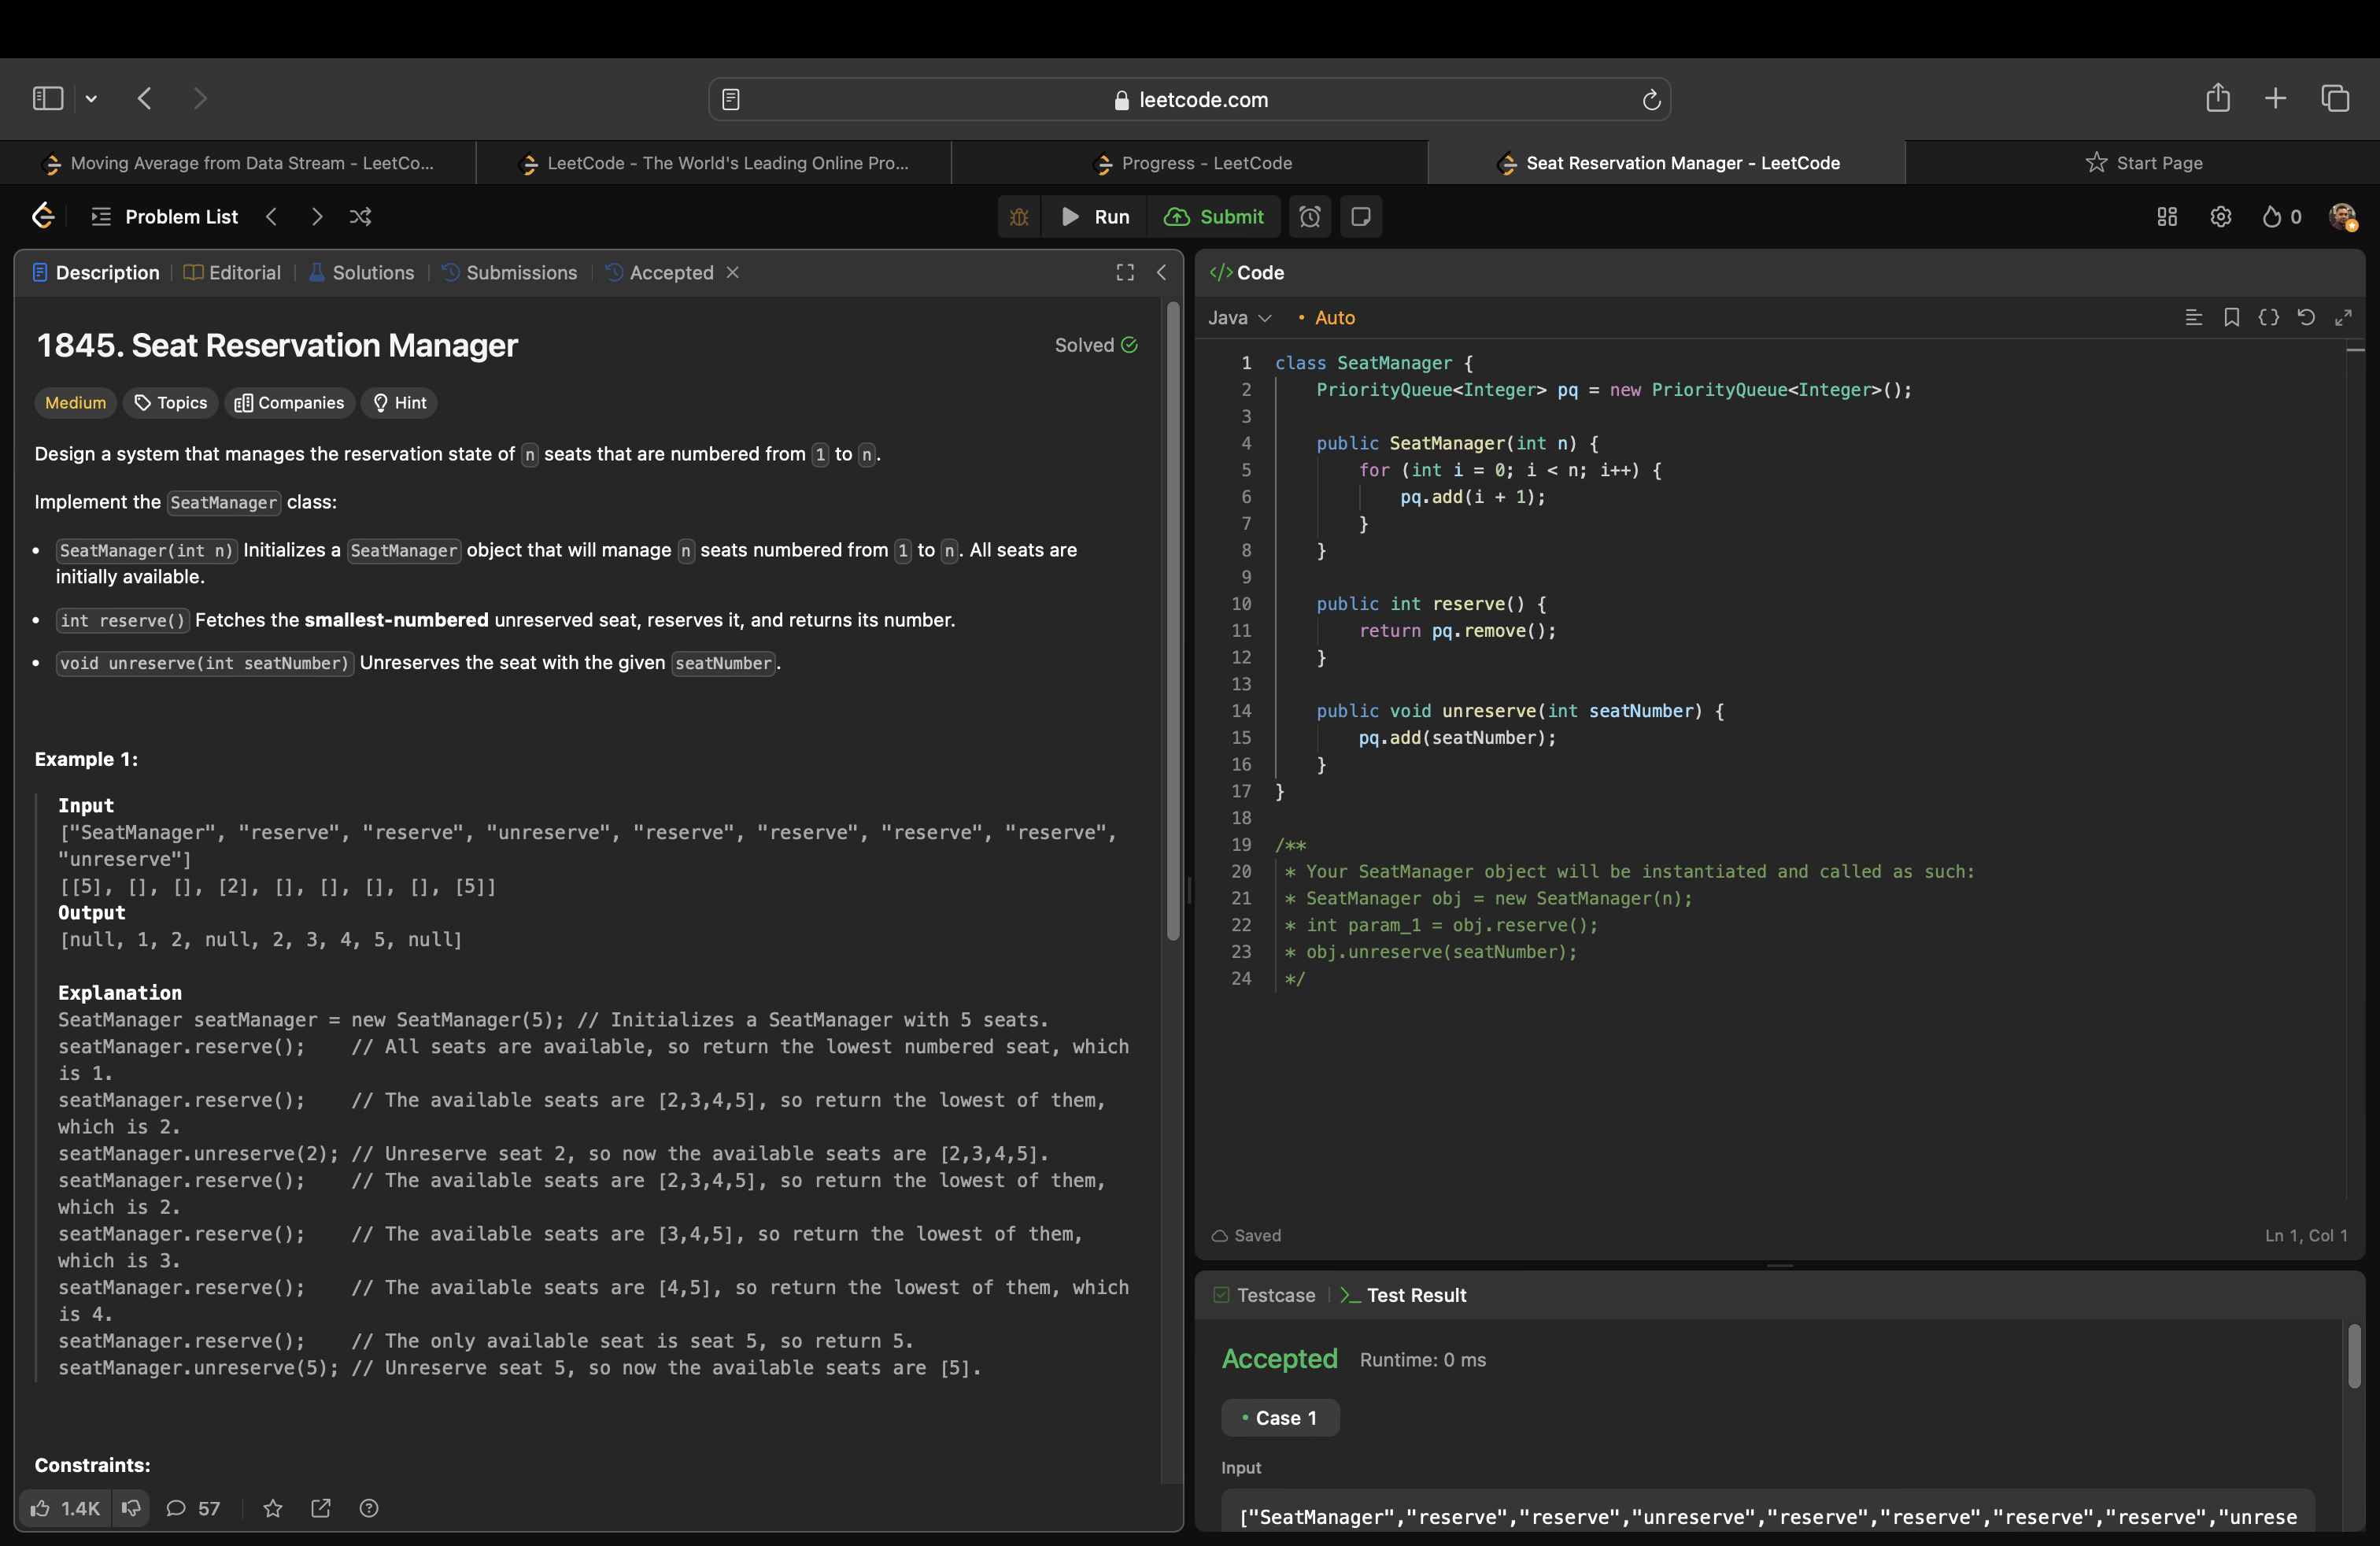 leetcode.com
Moving Average from Data Stream - LeetCo...
LeetCode - The World's Leading Online Pro...
Progress - LeetCode
Seat Reservation Manager - LeetCode
Start Page
Problem List
Run
Submit
0
Description
Editorial
Solutions
Submissions
Accepted
1845. Seat Reservation Manager
Solved
Medium
Topics
Companies
Hint
Design a system that manages the reservation state of n seats that are numbered from 1 to n.
Implement the SeatManager class:
• SeatManager(int n) Initializes a SeatManager object that will manage n seats numbered from 1 to n. All seats are
initially available.
• int reserve() Fetches the smallest-numbered unreserved seat, reserves it, and returns its number.
• void unreserve(int seatNumber) Unreserves the seat with the given seatNumber.
Example 1:
Input
["SeatManager", "reserve", "reserve", "unreserve", "reserve", "reserve", "reserve", "reserve",
"unreserve"]
[[5], [], [], [2], [], [], [], [], [5]]
Output
[null, 1, 2, null, 2, 3, 4, 5, null]
Explanation
SeatManager seatManager = new SeatManager(5); // Initializes a SeatManager with 5 seats.
seatManager.reserve();    // All seats are available, so return the lowest numbered seat, which
is 1.
seatManager.reserve();    // The available seats are [2,3,4,5], so return the lowest of them,
which is 2.
seatManager.unreserve(2); // Unreserve seat 2, so now the available seats are [2,3,4,5].
seatManager.reserve();    // The available seats are [2,3,4,5], so return the lowest of them,
which is 2.
seatManager.reserve();    // The available seats are [3,4,5], so return the lowest of them,
which is 3.
seatManager.reserve();    // The available seats are [4,5], so return the lowest of them, which
is 4.
seatManager.reserve();    // The only available seat is seat 5, so return 5.
seatManager.unreserve(5); // Unreserve seat 5, so now the available seats are [5].
Constraints:
1.4K
57
</> Code
Java
• Auto
1 class SeatManager {
2     PriorityQueue<Integer> pq = new PriorityQueue<Integer>();
3
4     public SeatManager(int n) {
5         for (int i = 0; i < n; i++) {
6             pq.add(i + 1);
7         }
8     }
9
10     public int reserve() {
11         return pq.remove();
12     }
13
14     public void unreserve(int seatNumber) {
15         pq.add(seatNumber);
16     }
17 }
18
19 /**
20  * Your SeatManager object will be instantiated and called as such:
21  * SeatManager obj = new SeatManager(n);
22  * int param_1 = obj.reserve();
23  * obj.unreserve(seatNumber);
24  */
Saved
Ln 1, Col 1
Testcase
>_ Test Result
Accepted
Runtime: 0 ms
• Case 1
Input
["SeatManager","reserve","reserve","unreserve","reserve","reserve","reserve","reserve","unrese